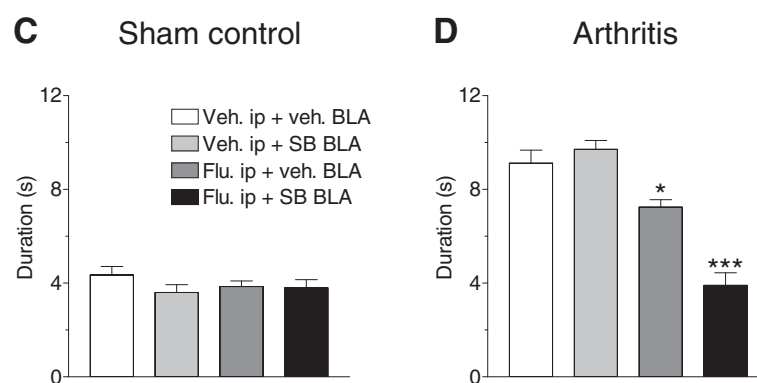 C Sham control
12
8
4
0
Duration (s)
Veh. ip + veh. BLA
Veh. ip + SB BLA
Flu. ip + veh. BLA
Flu. ip + SB BLA
D Arthritis
12
8
4
0
Duration (s)
*
***